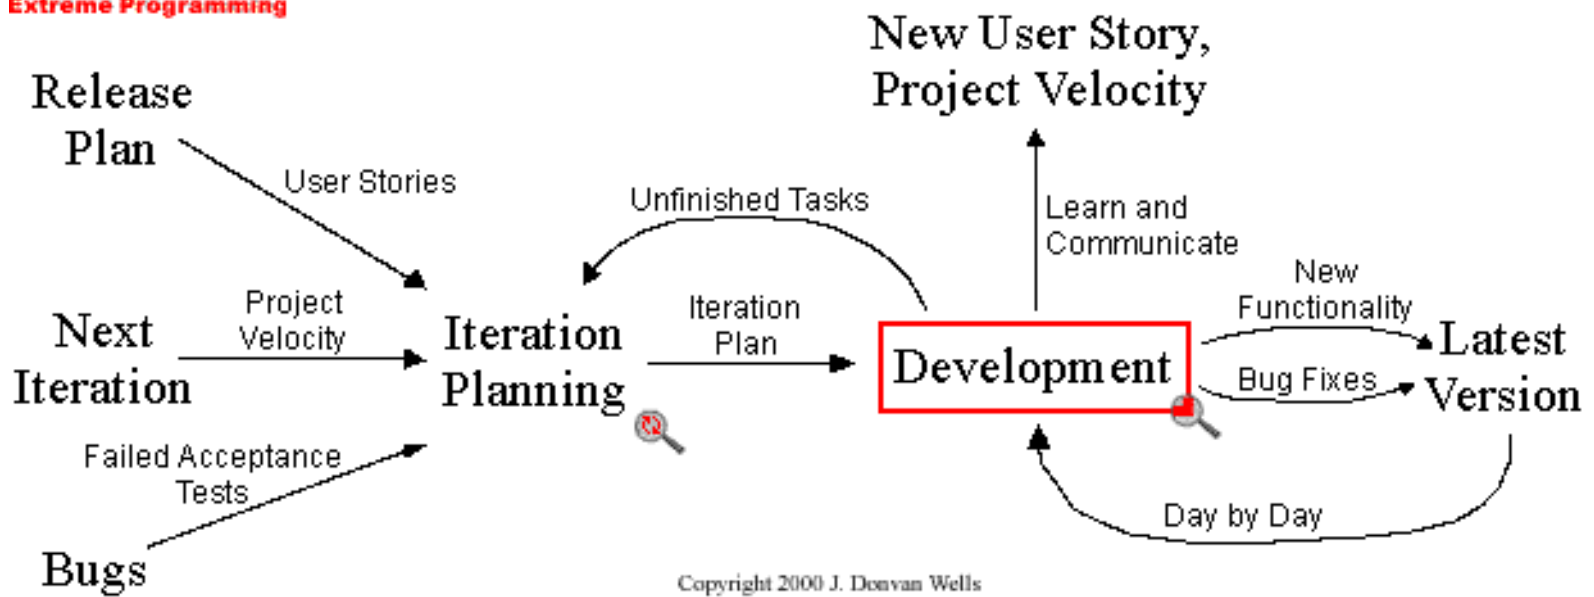 Extreme Programming
New User Story,
Project Velocity
Release
Plan
User Stories
Unfinished Tasks
Learn and
Communicate
New
Functionality
Project
Velocity
Next
Iteration
Iteration
Planning
Iteration
Plan
Development
Bug Fixes
Latest
Version
Failed Acceptance
Tests
Bugs
Day by Day
Copyright 2000 J. Donvan Wells